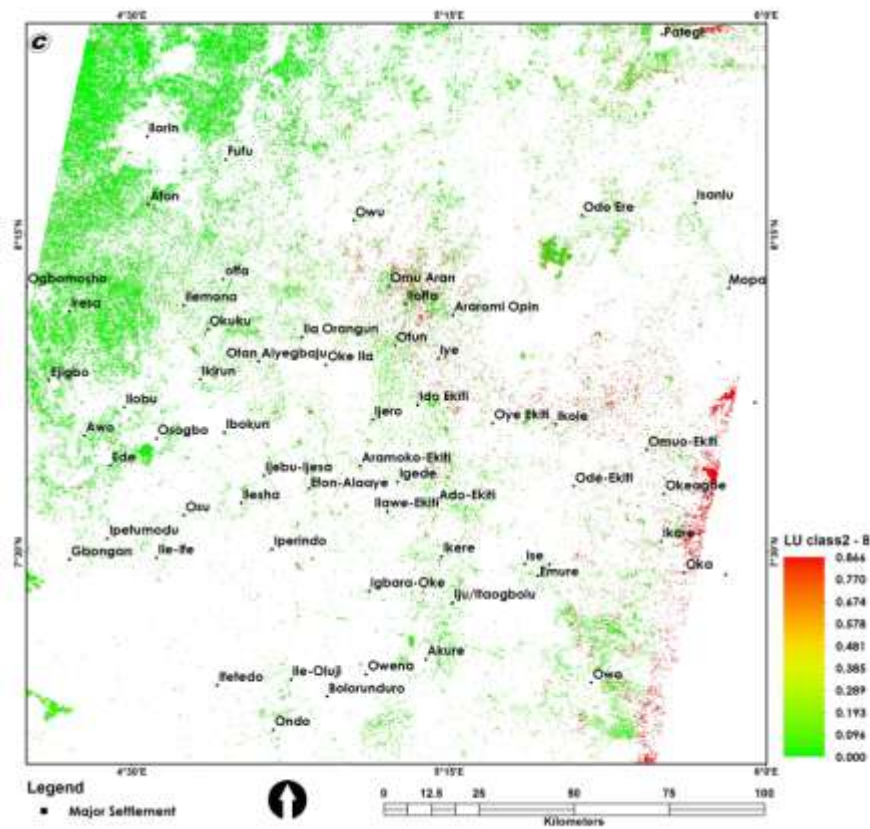 4°30'E 5°15'E 6°0'E
c
Pategi
Ilorin
Fufu
Afon
Isanlu
Owu
Odo Ere
8°15'N 8°15'N
Ogbomosho
offa
Omu Aran
Mopa
Iresa
Ilemona
Iloffa
Araromi Opin
Okuku
Ila Orangun
Otun
Otan Aiyegbaju
Oke Ila
Iye
Ejigbo
Ikirun
Ilobu
Ido Ekiti
Ijero
Oye Ekiti
Ikole
Awo
Osogbo
Ibokun
Omuo-Ekiti
Ede
Ijebu-Ijesa
Aramoko-Ekiti
Igede
Efon-Alaaye
Ode-Ekiti
Okeagbe
Ilesha
Ilawe-Ekiti
Ado-Ekiti
Osu
Ipetumodu
Ikare
7°30'N 7°30'N
Gbongan
Ile-Ife
Iperindo
Ikere
Ise
Emure
Oka
Igbara-Oke
Iju/Itaogbolu
Akure
Ifetedo
Ile-Oluji
Owena
Owo
Bolorunduro
Ondo
4°30'E 5°15'E 6°0'E
LU class2 - 8
0.866
0.770
0.674
0.578
0.481
0.385
0.289
0.193
0.096
0.000
Legend
Major Settlement
0 12.5 25 50 75 100
Kilometers